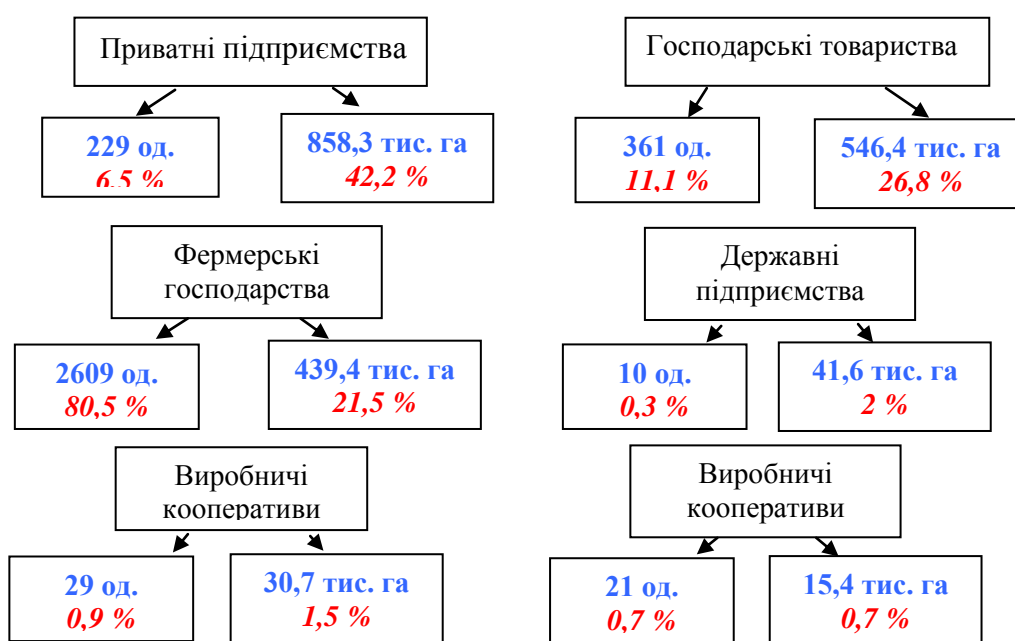 Приватні підприємства
Господарські товариства
229 од.
6,5 %
858,3 тис. га
42,2 %
361 од.
11,1 %
546,4 тис. га
26,8 %
Фермерські
господарства
Державні
підприємства
2609 од.
80,5 %
439,4 тис. га
21,5 %
10 од.
0,3 %
41,6 тис. га
2 %
Виробничі
кооперативи
Виробничі
кооперативи
29 од.
0,9 %
30,7 тис. га
1,5 %
21 од.
0,7 %
15,4 тис. га
0,7 %